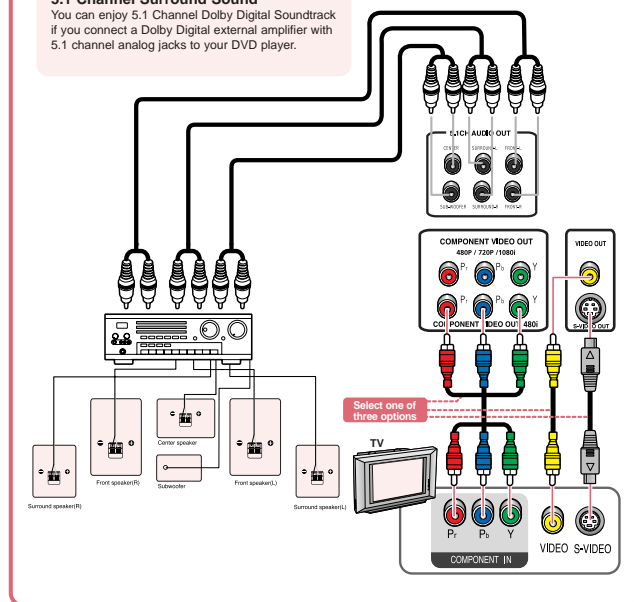 5.1 Channel Surround Sound
You can enjoy 5.1 Channel Dolby Digital Soundtrack
if you connect a Dolby Digital external amplifier with
5.1 channel analog jacks to your DVD player.
5.1CH AUDIO OUT
CENTER SURROUND-L FRONT-L
SUB-WOOFER SURROUND-R FRONT-R
COMPONENT VIDEO OUT
480P / 720P /1080i
Pr Pb Y
Pr Pb Y
COMPONENT VIDEO OUT 480i
VIDEO OUT
S-VIDEO OUT
Select one of
three options
TV
Center speaker
Subwoofer
Front speaker(R)
Front speaker(L)
Surround speaker(R)
Surround speaker(L)
Pr Pb Y
COMPONENT IN
VIDEO S-VIDEO